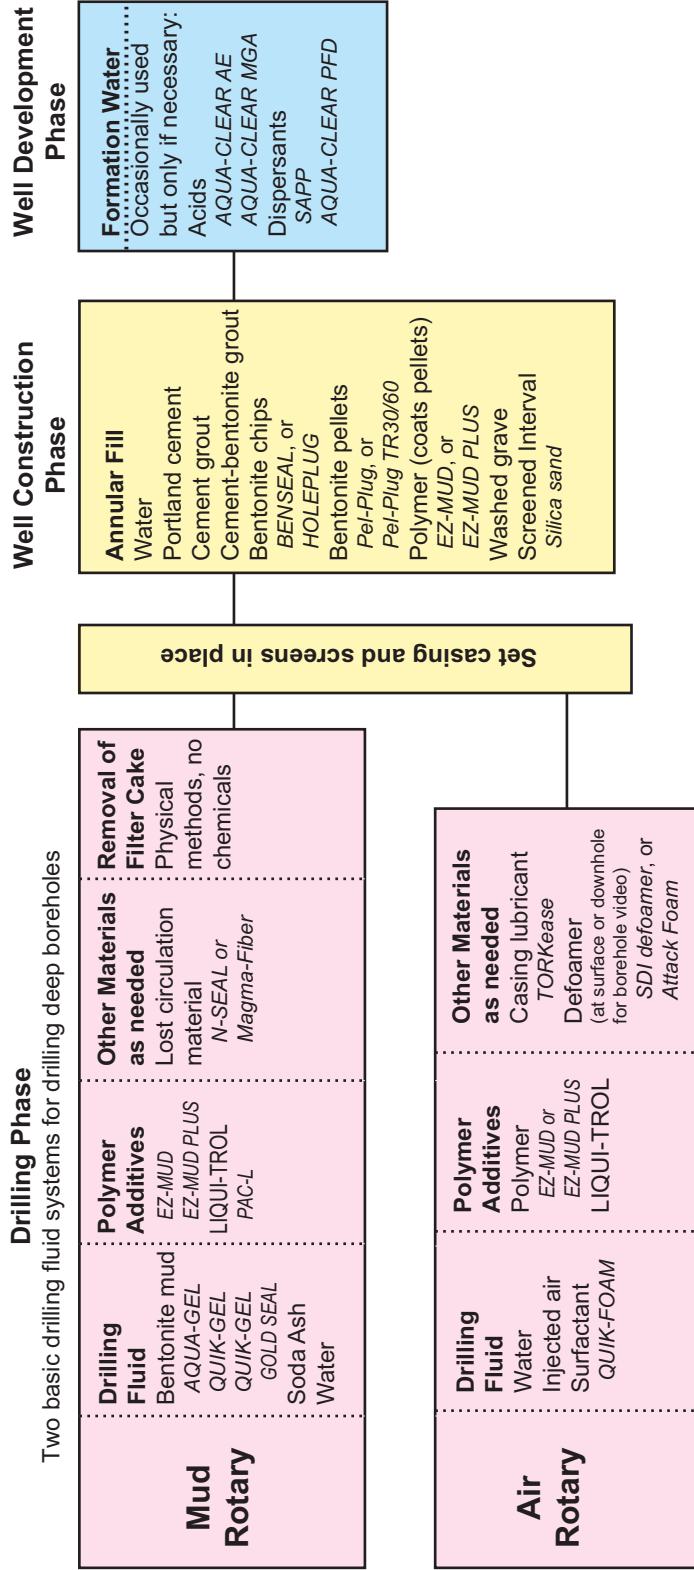 Drilling Phase
Two basic drilling fluid systems for drilling deep boreholes
Mud
Rotary
Drilling
Fluid
Bentonite mud
AQUA-GEL
QUIK-GEL
QUIK-GEL
GOLD SEAL
Soda Ash
Water
Polymer
Additives
EZ-MUD
EZ-MUD PLUS
LIQUI-TROL
PAC-L
Other Materials
as needed
Lost circulation
material
N-SEAL or
Magma-Fiber
Removal of
Filter Cake
Physical
methods, no
chemicals
Air
Rotary
Drilling
Fluid
Water
Injected air
Surfactant
QUIK-FOAM
Polymer
Additives
Polymer
EZ-MUD or
EZ-MUD PLUS
LIQUI-TROL
Other Materials
as needed
Casing lubricant
TORKease
Defoamer
(at surface or downhole
for borehole video)
SDI defoamer, or
Attack Foam
Set casing and screens in place
Well Construction
Phase
Annular Fill
Water
Portland cement
Cement grout
Cement-bentonite grout
Bentonite chips
BENSEAL, or
HOLEPLUG
Bentonite pellets
Pel-Plug, or
Pel-Plug TR30/60
Polymer (coats pellets)
EZ-MUD, or
EZ-MUD PLUS
Washed grave
Screened Interval
Silica sand
Well Development
Phase
Formation Water
Occasionally used
but only if necessary:
Acids
AQUA-CLEAR AE
AQUA-CLEAR MGA
Dispersants
SAPP
AQUA-CLEAR PFD